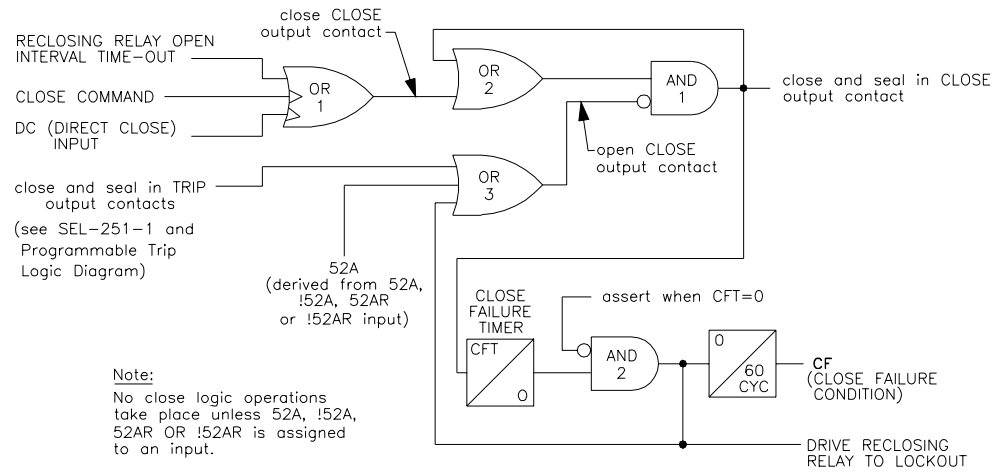 close CLOSE
output contact
RECLOSING RELAY OPEN
INTERVAL TIME-OUT
CLOSE COMMAND
DC (DIRECT CLOSE)
INPUT
OR
1
OR
2
AND
1
close and seal in CLOSE
output contact
open CLOSE
output contact
close and seal in TRIP
output contacts
(see SEL-251-1 and
Programmable Trip
Logic Diagram)
OR
3
52A
(derived from 52A,
!52A, 52AR
or !52AR input)
CLOSE
FAILURE
TIMER
CFT
0
assert when CFT=0
AND
2
0
60
CYC
CF
(CLOSE FAILURE
CONDITION)
DRIVE RECLOSING
RELAY TO LOCKOUT
Note:
No close logic operations
take place unless 52A, !52A,
52AR OR !52AR is assigned
to an input.